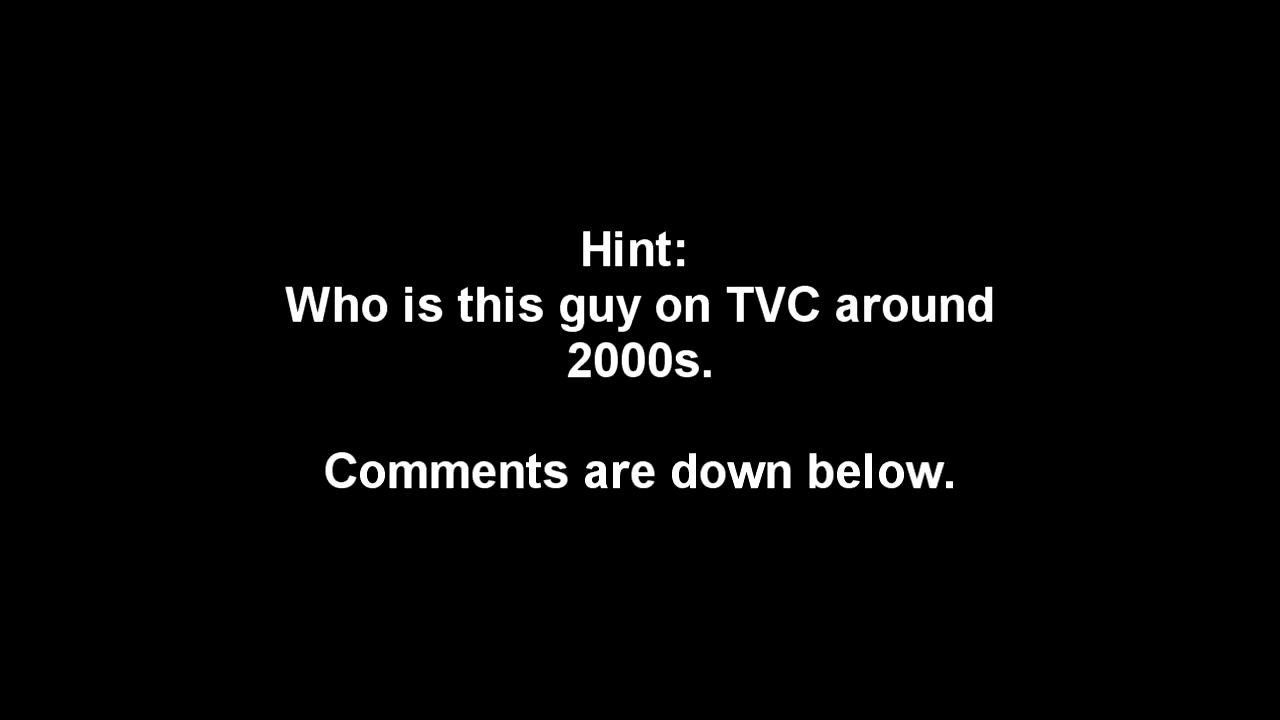 Hint:
Who is this guy on TVC around
2000s.
Comments are down below.